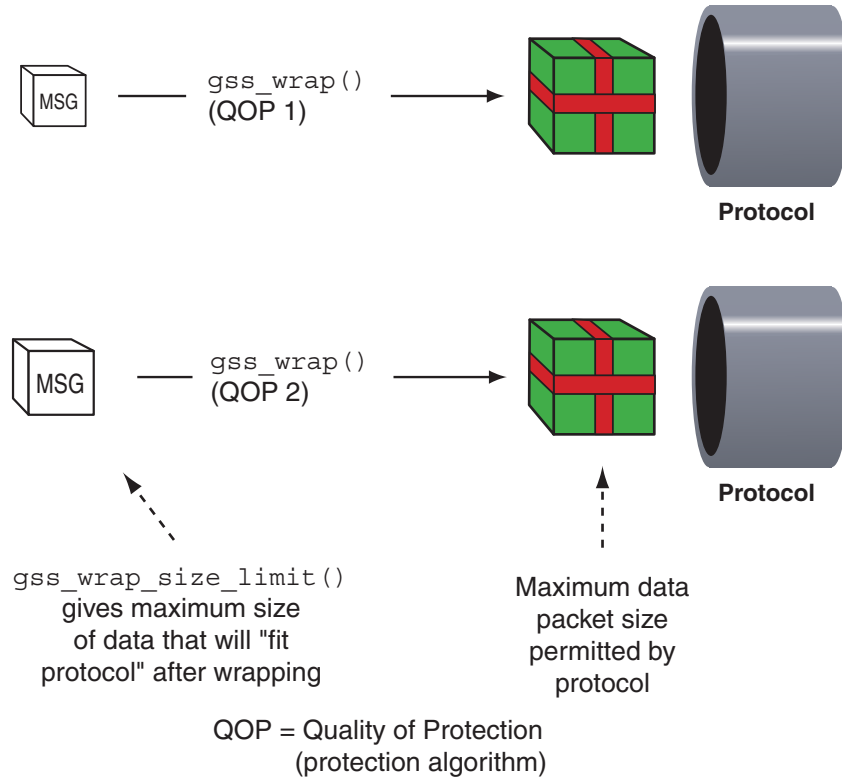 MSG
gss_wrap()
(QOP 1)
Protocol
MSG
gss_wrap()
(QOP 2)
Protocol
gss_wrap_size_limit()
gives maximum size
of data that will "fit
protocol" after wrapping
Maximum data
packet size
permitted by
protocol
QOP = Quality of Protection
(protection algorithm)